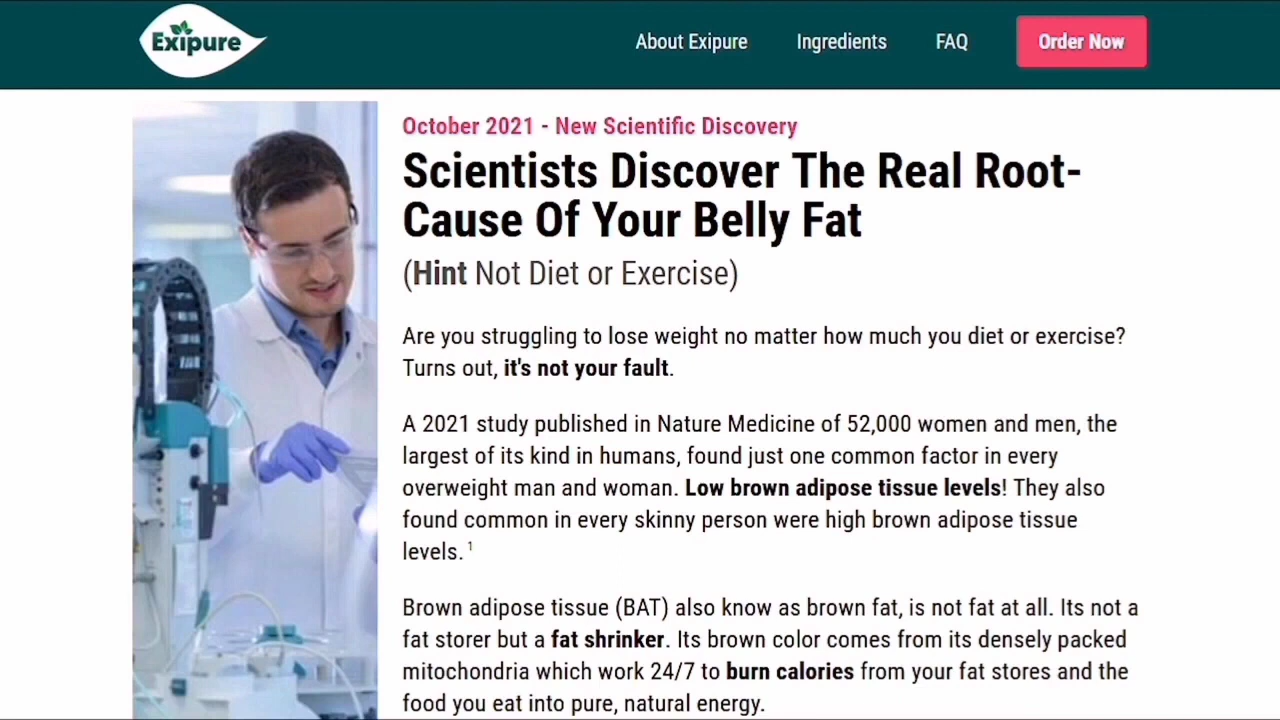 Exipure
About Exipure
Ingredients
FAQ
Order Now
October 2021 - New Scientific Discovery
Scientists Discover The Real Root-
Cause Of Your Belly Fat
(Hint Not Diet or Exercise)
Are you struggling to lose weight no matter how much you diet or exercise?
Turns out, it's not your fault.
A 2021 study published in Nature Medicine of 52,000 women and men, the
largest of its kind in humans, found just one common factor in every
overweight man and woman. Low brown adipose tissue levels! They also
found common in every skinny person were high brown adipose tissue
levels. 1
Brown adipose tissue (BAT) also know as brown fat, is not fat at all. Its not a
fat storer but a fat shrinker. Its brown color comes from its densely packed
mitochondria which work 24/7 to burn calories from your fat stores and the
food you eat into pure, natural energy.